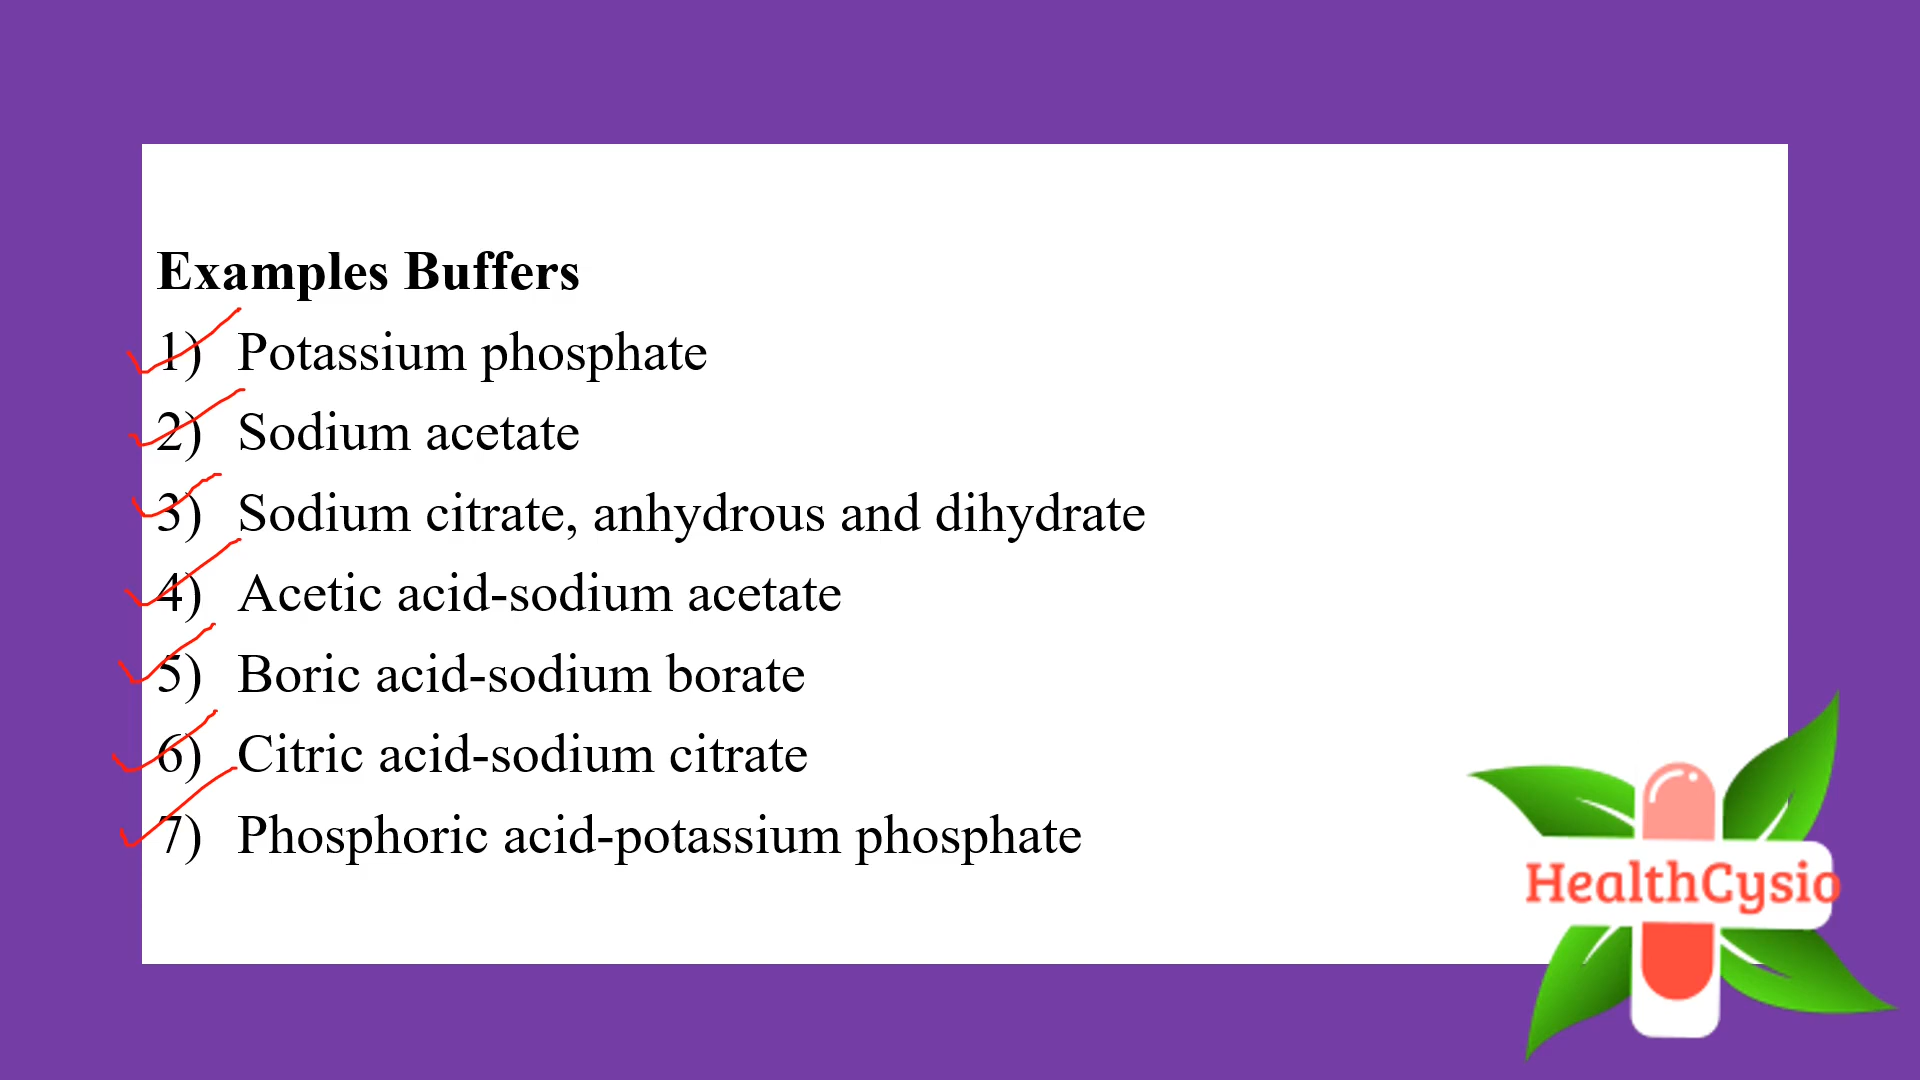 Examples Buffers
1) Potassium phosphate
2) Sodium acetate
3) Sodium citrate, anhydrous and dihydrate
4) Acetic acid-sodium acetate
5) Boric acid-sodium borate
6) Citric acid-sodium citrate
7) Phosphoric acid-potassium phosphate
HealthCysio